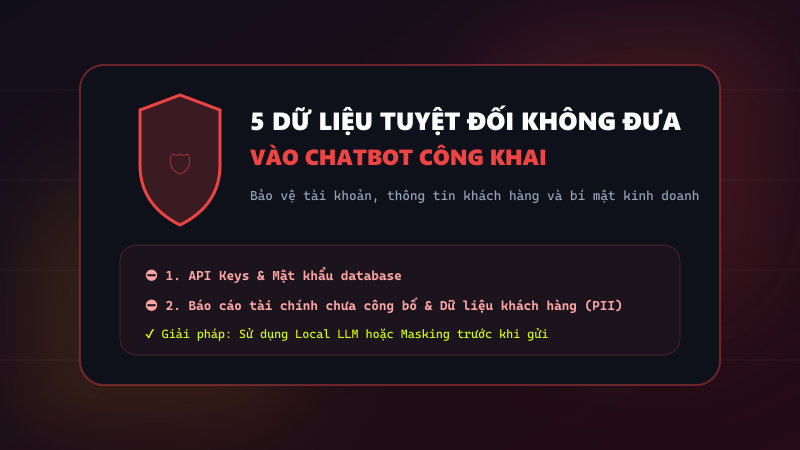 5 DỮ LIỆU TUYỆT ĐỐI KHÔNG ĐƯA
VÀO CHATBOT CÔNG KHAI
Bảo vệ tài khoản, thông tin khách hàng và bí mật kinh doanh
⛔ 1. API Keys & Mật khẩu database
⛔ 2. Báo cáo tài chính chưa công bố & Dữ liệu khách hàng (PII)
✓ Giải pháp: Sử dụng Local LLM hoặc Masking trước khi gửi